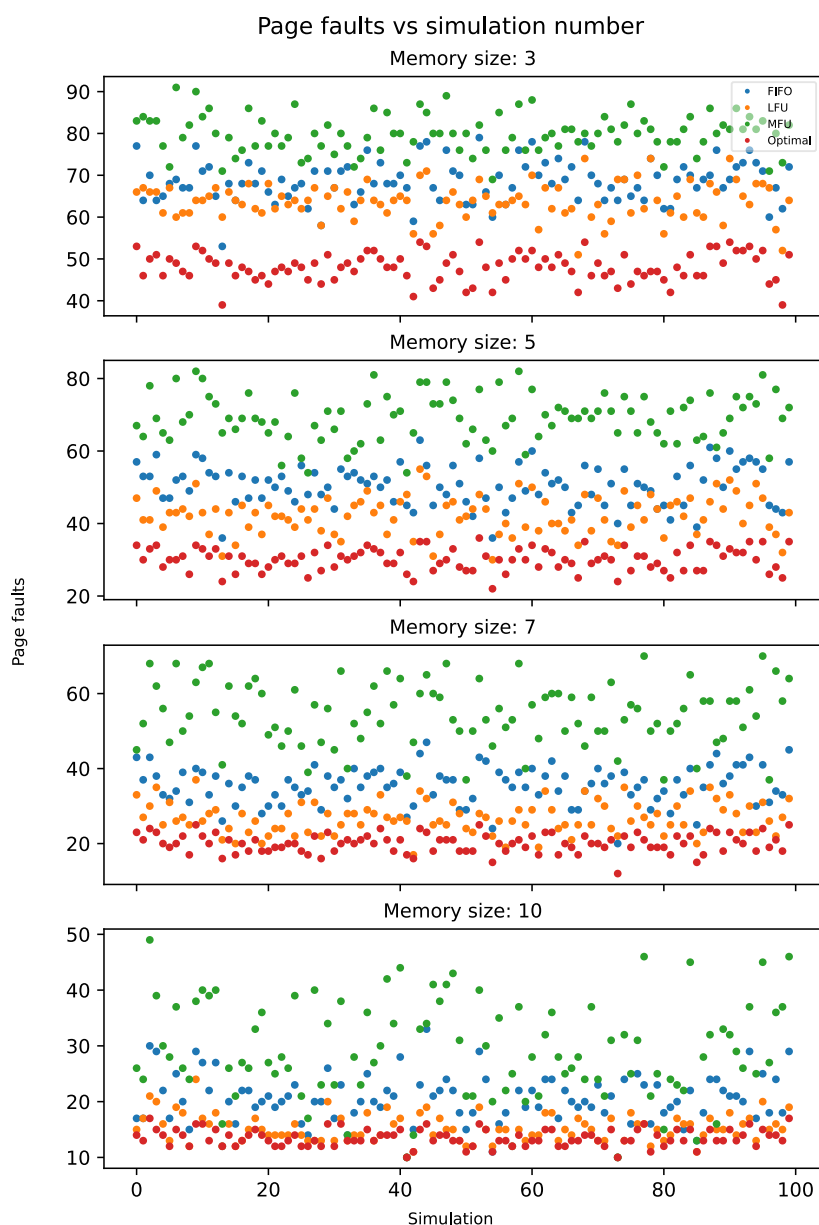 Page faults vs simulation number
Memory size: 3
90
80
70
60
50
40
FIFO
LFU
MFU
Optimal
Memory size: 5
80
60
40
20
Page faults
Memory size: 7
60
40
20
Memory size: 10
50
40
30
20
10
0
20
40
60
80
100
Simulation